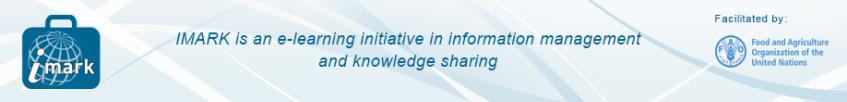 imark
IMARK is an e-learning initiative in information management
and knowledge sharing
Facilitated by:
FAO
Food and Agriculture
Organization of the
United Nations